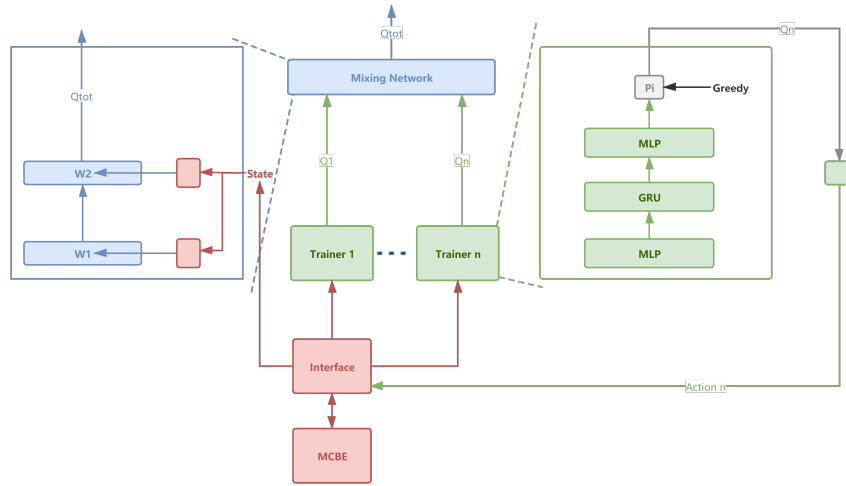 Qtot
Qn
Mixing Network
Pi
Greedy
Qtot
MLP
Q1
Qn
W2
State
GRU
W1
Trainer 1
Trainer n
MLP
Interface
Action n
MCBE